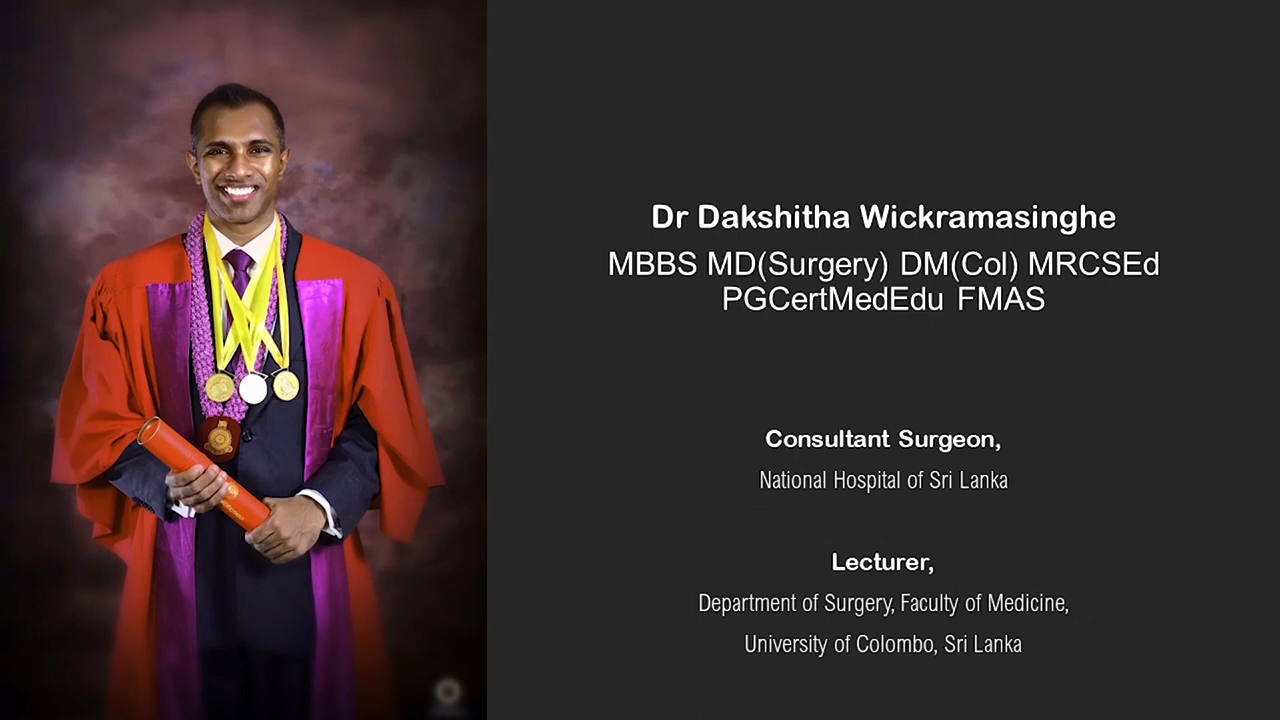 Dr Dakshitha Wickramasinghe
MBBS MD(Surgery) DM(Col) MRCSEd
PGCertMedEdu FMAS
Consultant Surgeon,
National Hospital of Sri Lanka
Lecturer,
Department of Surgery, Faculty of Medicine,
University of Colombo, Sri Lanka